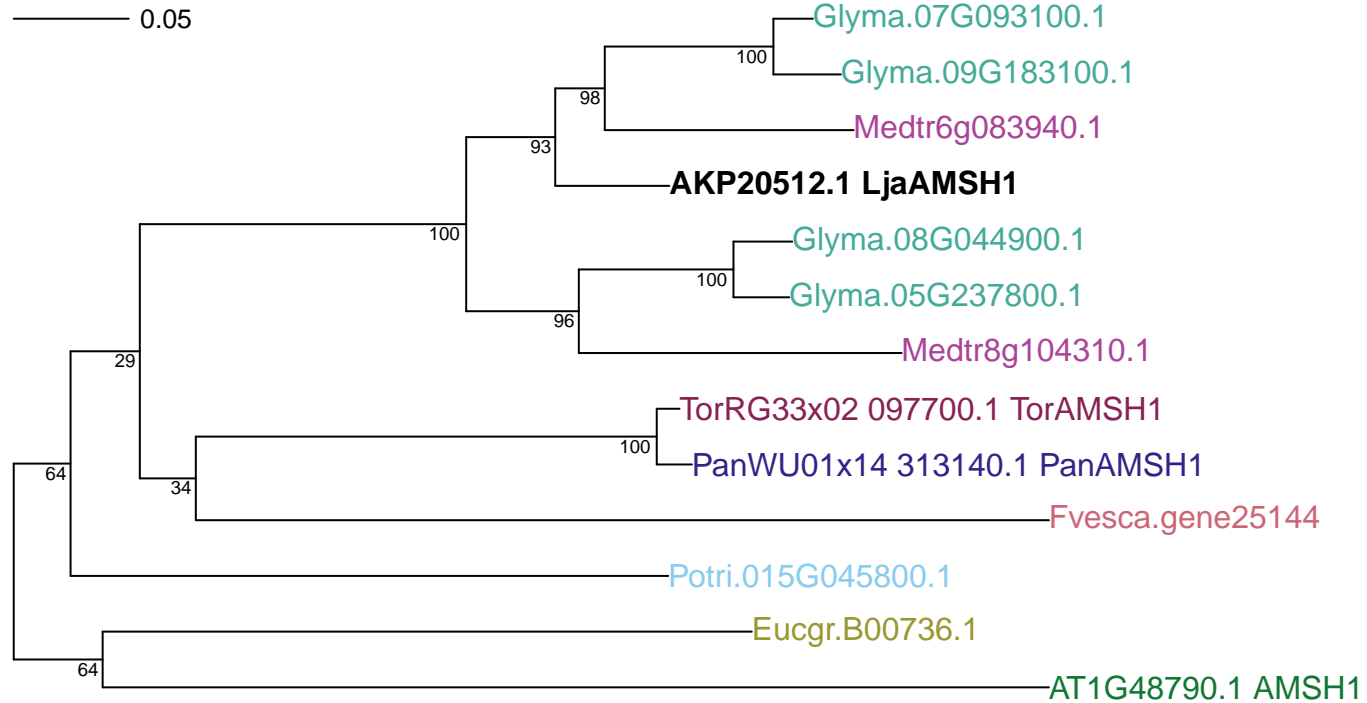 0.05
Glyma.07G093100.1
100
Glyma.09G183100.1
98
Medtr6g083940.1
93
AKP20512.1 LjaAMSH1
100
Glyma.08G044900.1
100
Glyma.05G237800.1
96
Medtr8g104310.1
29
TorRG33x02 097700.1 TorAMSH1
100
PanWU01x14 313140.1 PanAMSH1
64
34
Fvesca.gene25144
Potri.015G045800.1
Eucgr.B00736.1
64
AT1G48790.1 AMSH1